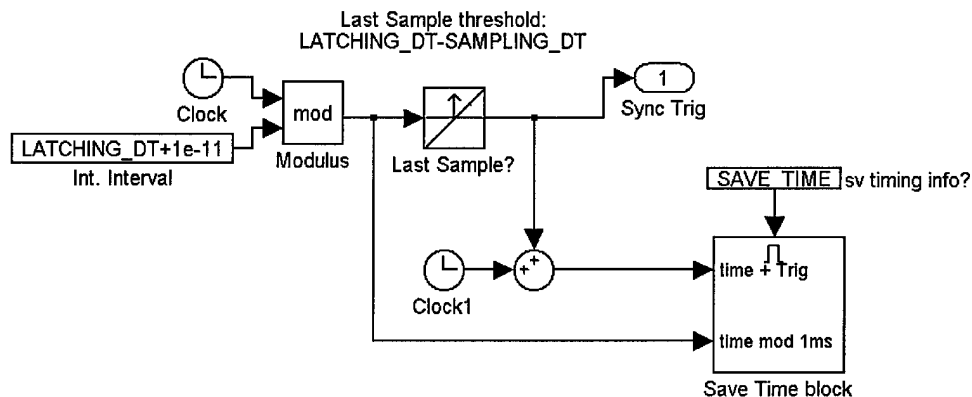 Last Sample threshold:
LATCHING_DT-SAMPLING_DT
Clock
mod
Modulus
LATCHING_DT+1e-11
Int. Interval
Last Sample?
1
Sync Trig
SAVE_TIME sv timing info?
Clock1
+ +
time + Trig
time mod 1ms
Save Time block